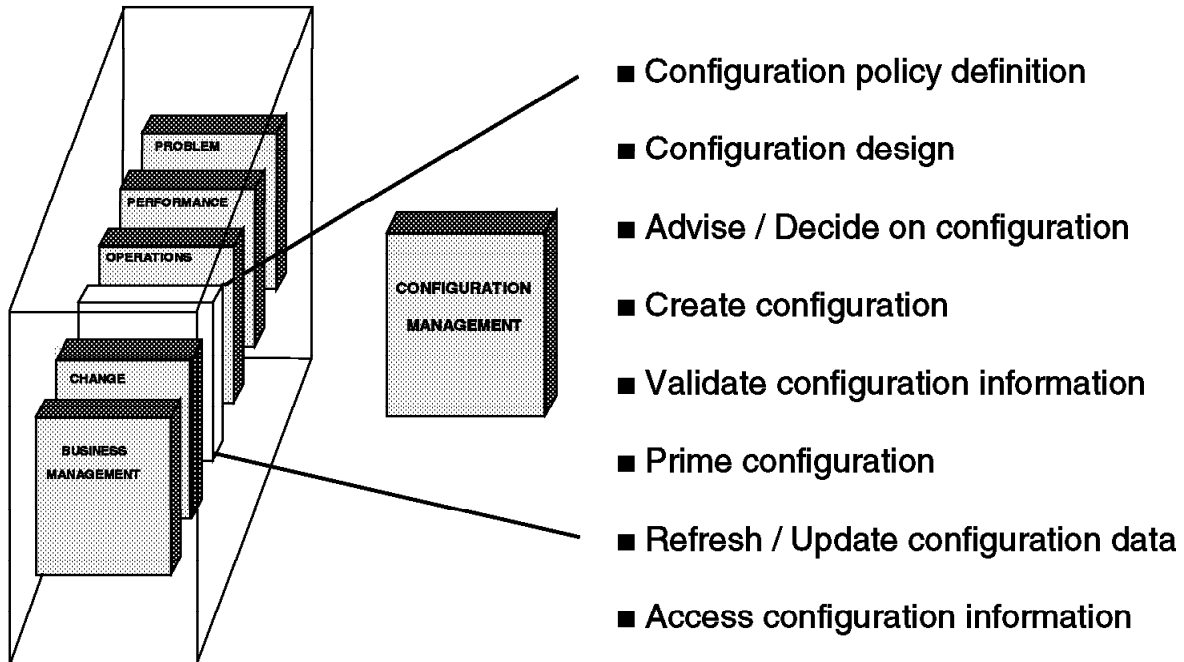 PROBLEM
PERFORMANCE
OPERATIONS
CHANGE
BUSINESS
MANAGEMENT
CONFIGURATION
MANAGEMENT
■ Configuration policy definition
■ Configuration design
■ Advise / Decide on configuration
■ Create configuration
■ Validate configuration information
■ Prime configuration
■ Refresh / Update configuration data
■ Access configuration information